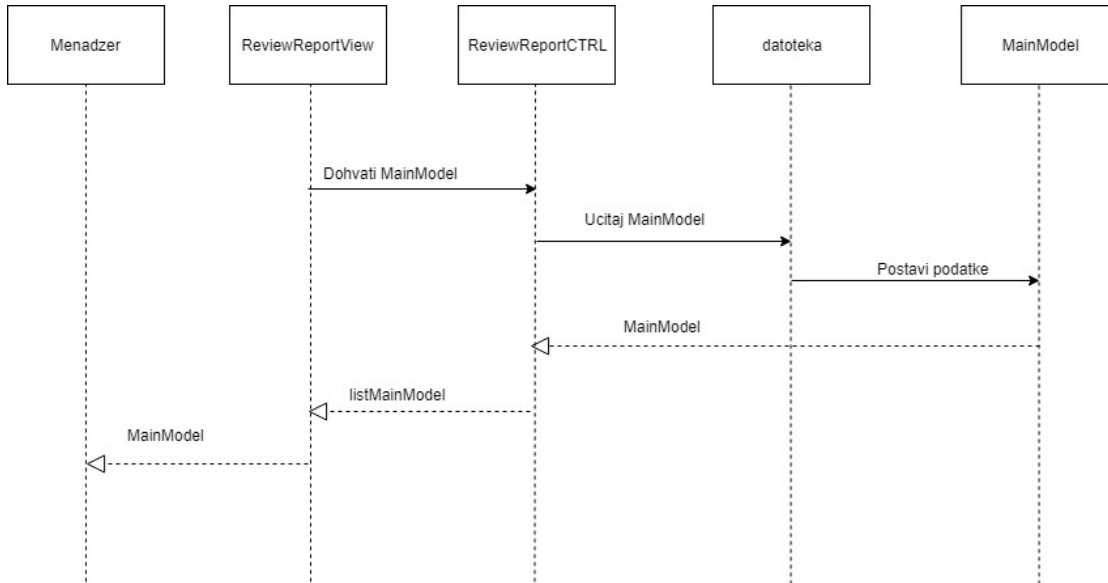 Menadzer
ReviewReportView
ReviewReportCTRL
datoteka
MainModel
Dohvati MainModel
Ucitaj MainModel
Postavi podatke
MainModel
listMainModel
MainModel